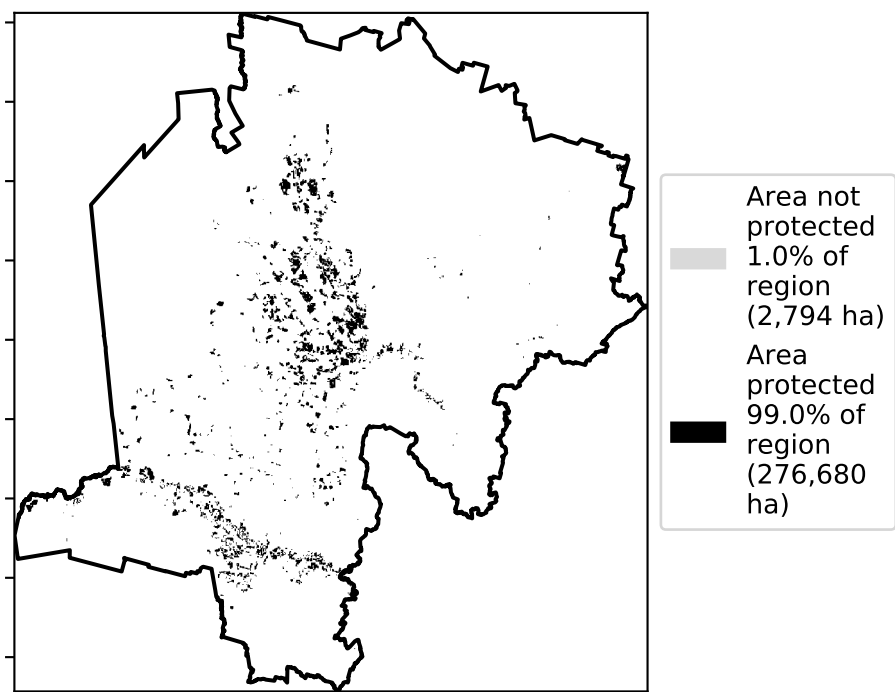 Area not
protected
1.0% of
region
(2,794 ha)
Area
protected
99.0% of
region
(276,680
ha)